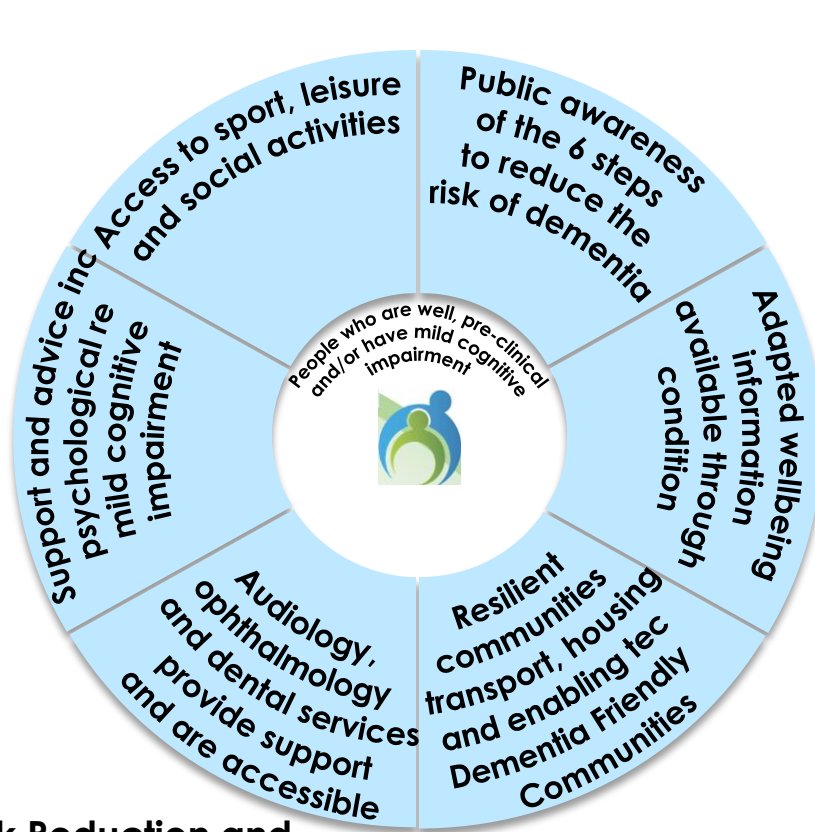 Public awareness
of the 6 steps
to reduce the
risk of dementia
Adapted wellbeing
information
available through
condition
Resilient
communities
transport, housing
and enabling tec
Dementia Friendly
Communities
Audiology,
ophthalmology
and dental services
provide support
and are accessible
Support and advice inc
psychological re
mild cognitive
impairment
Access to sport, leisure
and social activities
People who are well, pre-clinical
and/or have mild cognitive
impairment
Reduction and